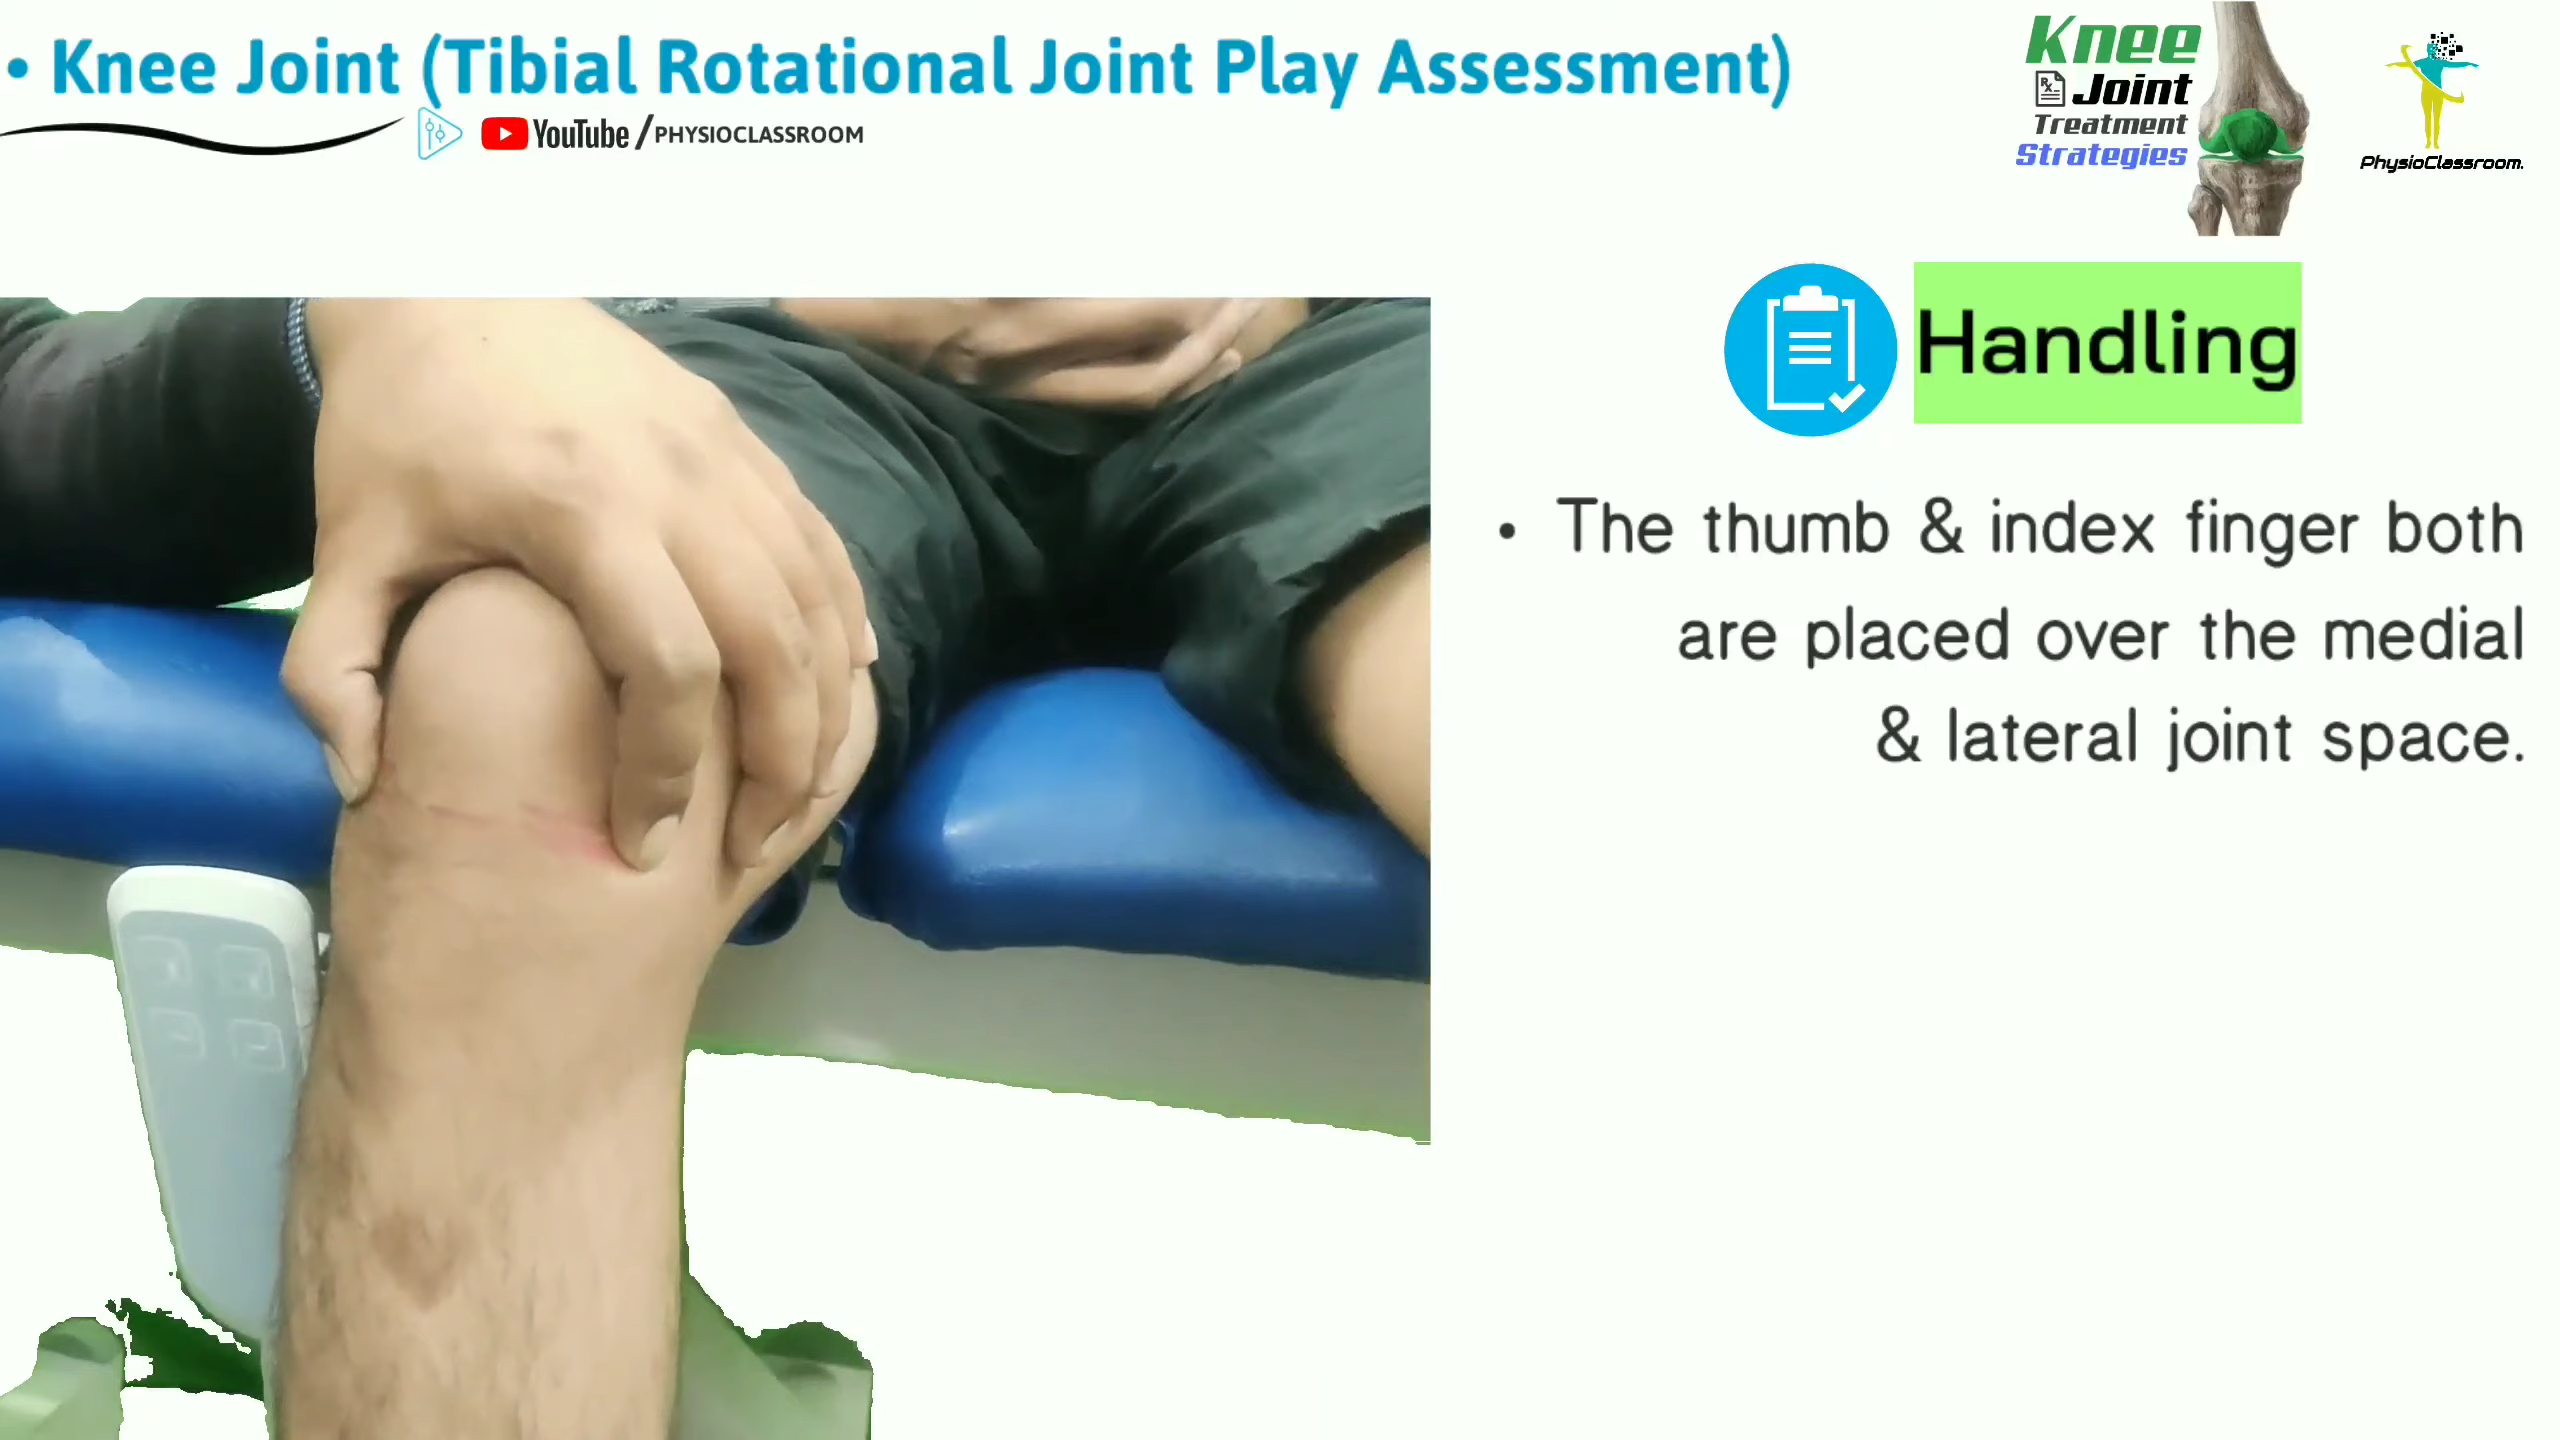 • Knee Joint (Tibial Rotational Joint Play Assessment)
YouTube /PHYSIOCLASSROOM
Knee
Rx Joint
Treatment
Strategies
PhysioClassroom.
Handling
• The thumb & index finger both
are placed over the medial
& lateral joint space.